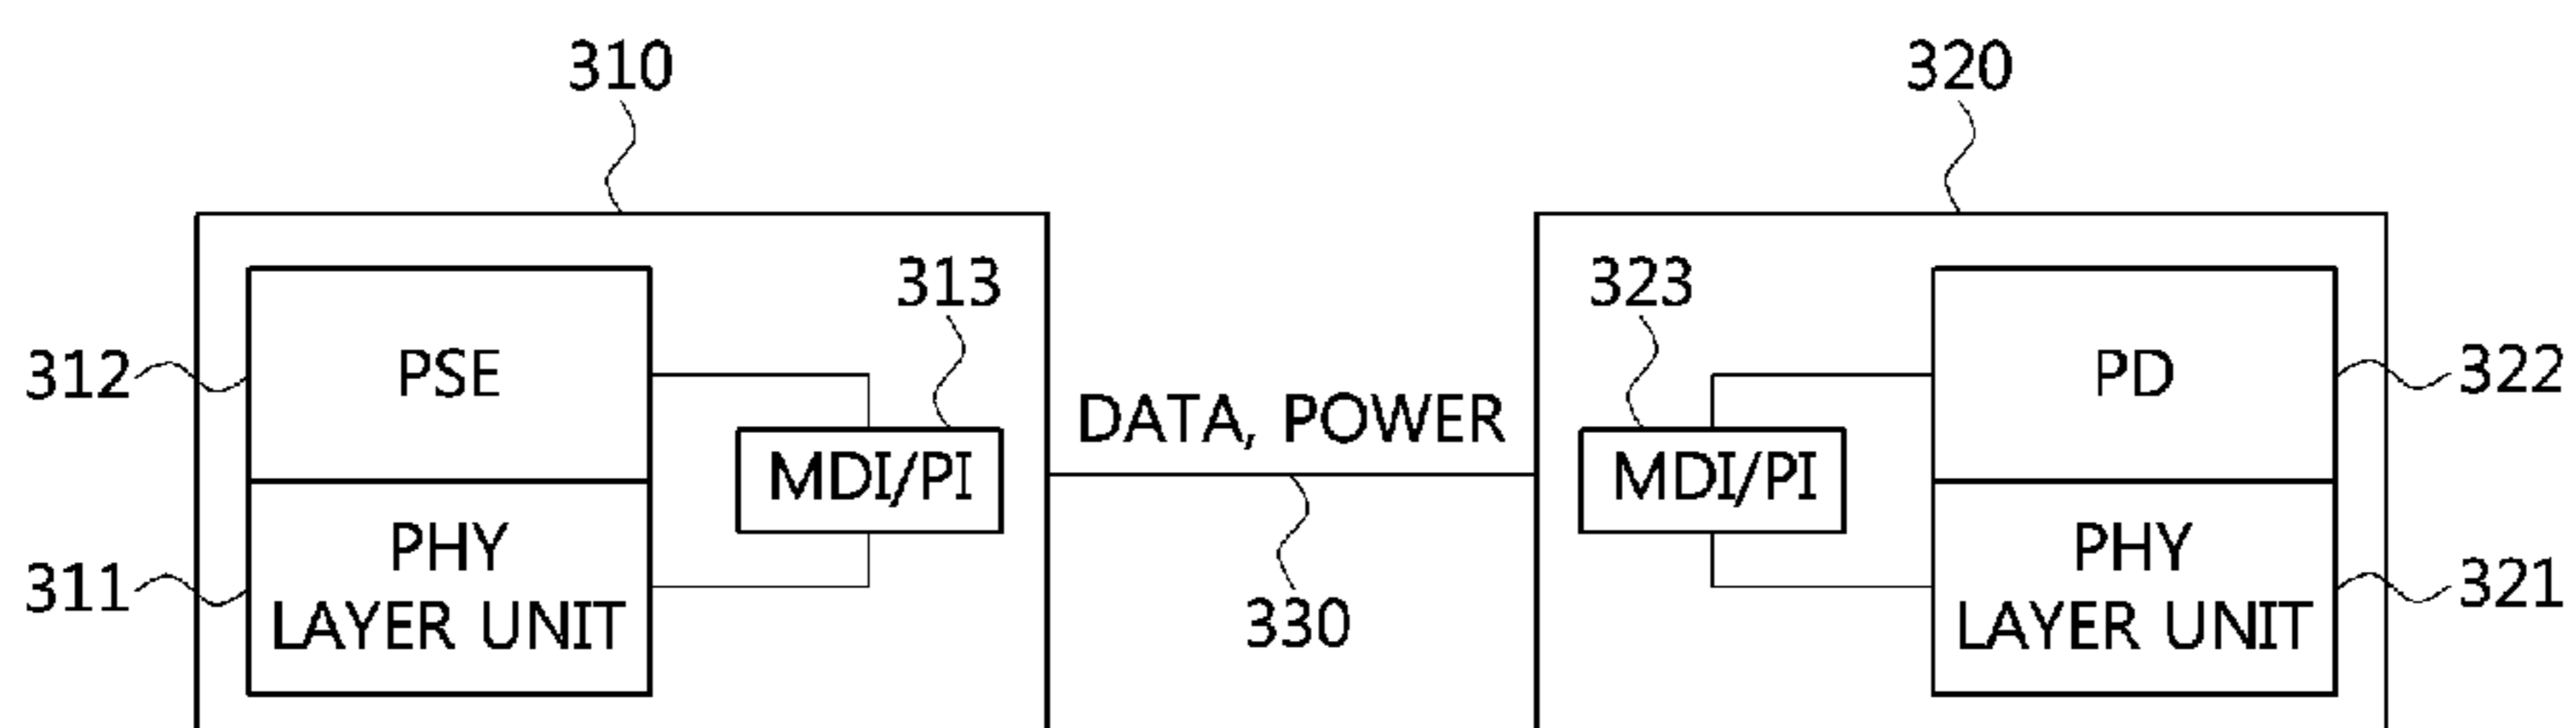 310
320
313
323
312
PSE
DATA, POWER
PD
322
MDI/PI
MDI/PI
311
PHY
LAYER UNIT
330
PHY
LAYER UNIT
321